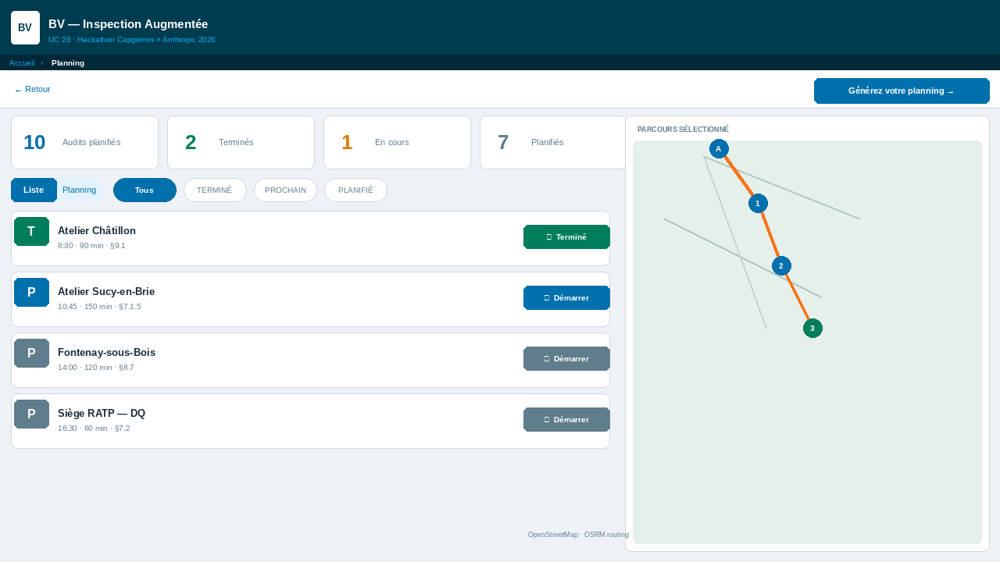 BV
BV — Inspection Augmentée
UC 28 · Hackathon Capgemini × Anthropic 2026
Accueil › Planning
← Retour
Générez votre planning →
10 Audits planifiés
2 Terminés
1 En cours
7 Planifiés
PARCOURS SÉLECTIONNÉ
Liste Planning Tous TERMINÉ PROCHAIN PLANIFIÉ
T
Atelier Châtillon
8:30 · 90 min · §9.1
Terminé
P
Atelier Sucy-en-Brie
10:45 · 150 min · §7.1.5
Démarrer
P
Fontenay-sous-Bois
14:00 · 120 min · §8.7
Démarrer
P
Siège RATP — DQ
16:30 · 60 min · §7.2
Démarrer
A
1
2
3
OpenStreetMap · OSRM routing